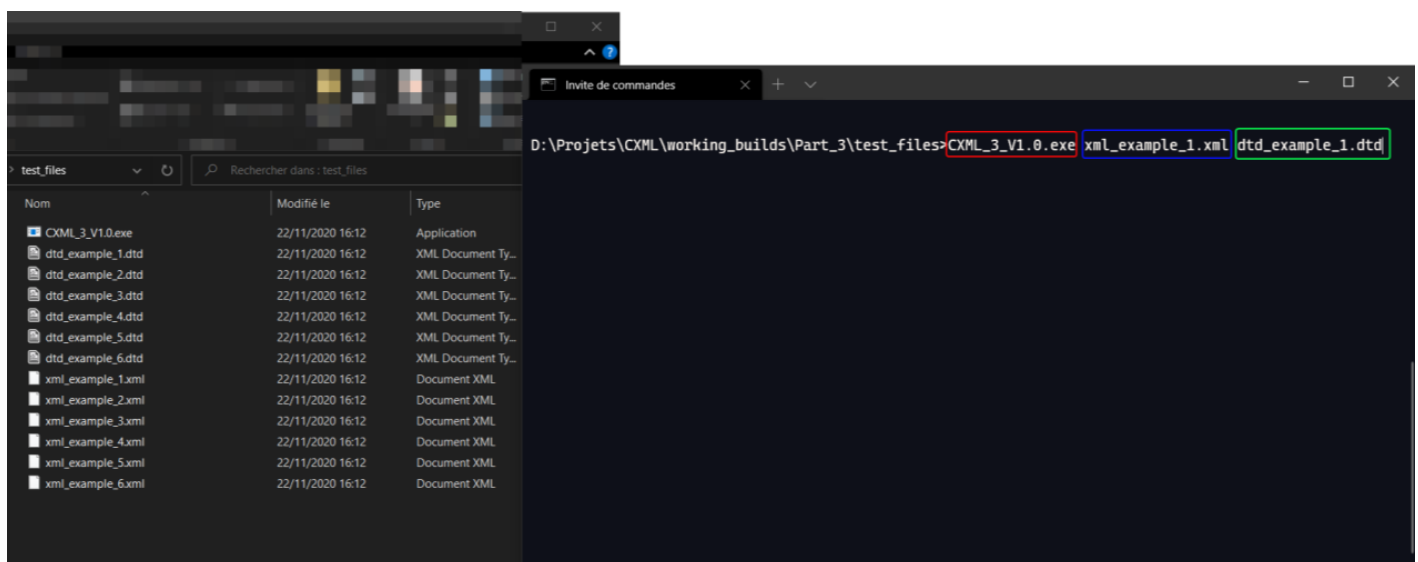 Invite de commandes
D:\Projets\CXML\working_builds\Part_3\test_files>CXML_3_V1.0.exe xml_example_1.xml dtd_example_1.dtd
test_files
Rechercher dans : test_files
Nom Modifié le Type
CXML_3_V1.0.exe 22/11/2020 16:12 Application
dtd_example_1.dtd 22/11/2020 16:12 XML Document Ty...
dtd_example_2.dtd 22/11/2020 16:12 XML Document Ty...
dtd_example_3.dtd 22/11/2020 16:12 XML Document Ty...
dtd_example_4.dtd 22/11/2020 16:12 XML Document Ty...
dtd_example_5.dtd 22/11/2020 16:12 XML Document Ty...
dtd_example_6.dtd 22/11/2020 16:12 XML Document Ty...
xml_example_1.xml 22/11/2020 16:12 Document XML
xml_example_2.xml 22/11/2020 16:12 Document XML
xml_example_3.xml 22/11/2020 16:12 Document XML
xml_example_4.xml 22/11/2020 16:12 Document XML
xml_example_5.xml 22/11/2020 16:12 Document XML
xml_example_6.xml 22/11/2020 16:12 Document XML